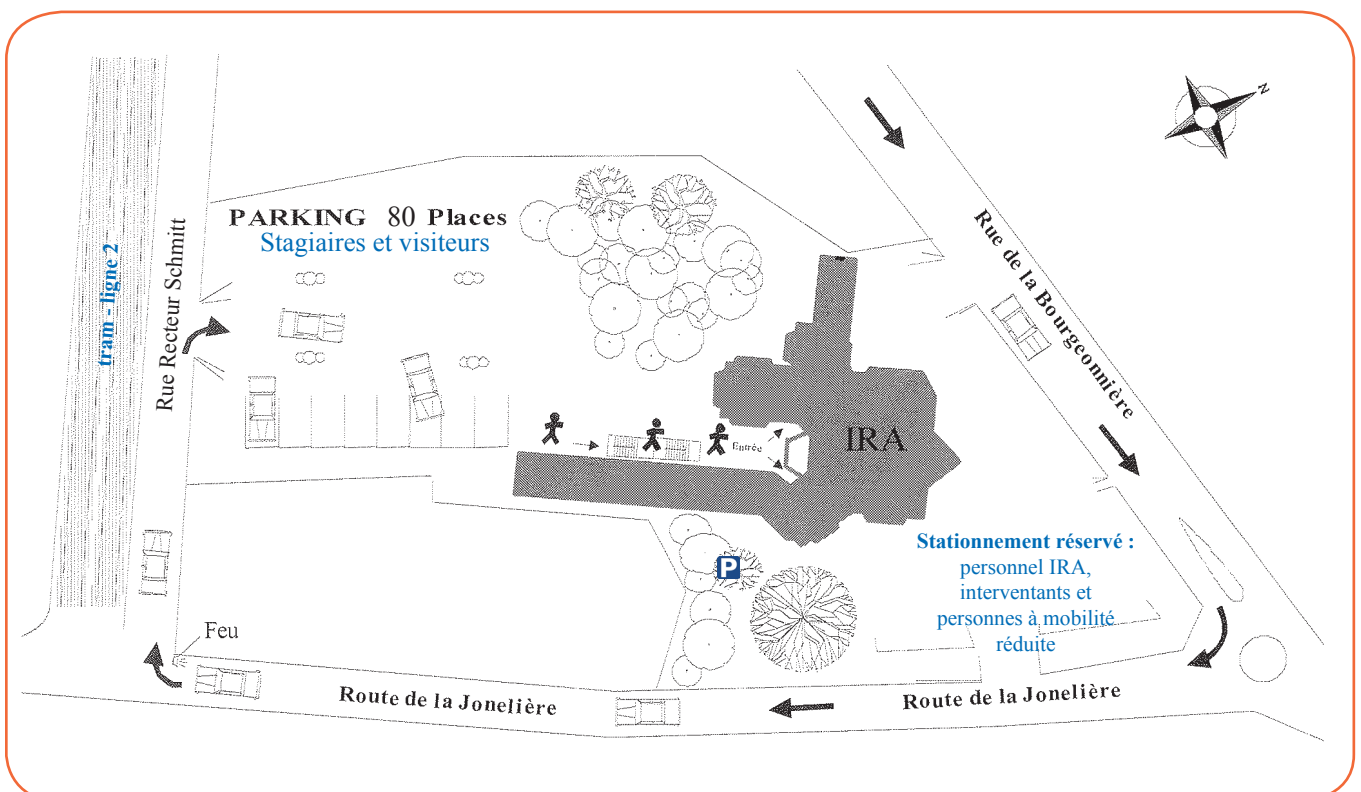 N
PARKING 80 Places
Stagiaires et visiteurs
tram - ligne 2
Rue Recteur Schmitt
Rue de la Bourgeonnière
Entrée
IRA
Stationnement réservé :
personnel IRA,
interventants et
personnes à mobilité
réduite
P
Feu
Route de la Jonelière
Route de la Jonelière